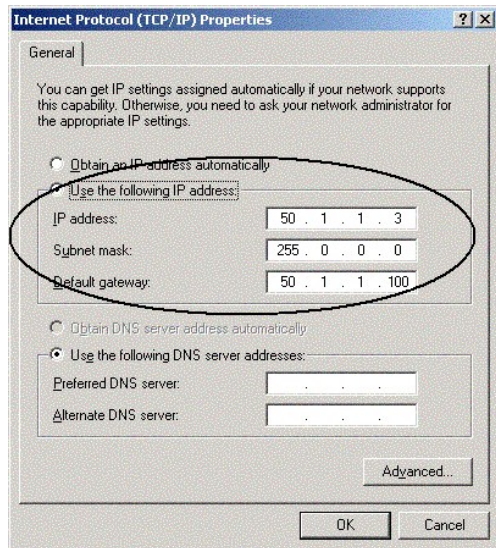 Internet Protocol (TCP/IP) Properties
General
You can get IP settings assigned automatically if your network supports
this capability. Otherwise, you need to ask your network administrator for
the appropriate IP settings.
Obtain an IP address automatically
Use the following IP address:
IP address: 50 . 1 . 1 . 3
Subnet mask: 255 . 0 . 0 . 0
Default gateway: 50 . 1 . 1 . 100
Obtain DNS server address automatically
Use the following DNS server addresses:
Preferred DNS server: . . .
Alternate DNS server: . . .
Advanced...
OK Cancel